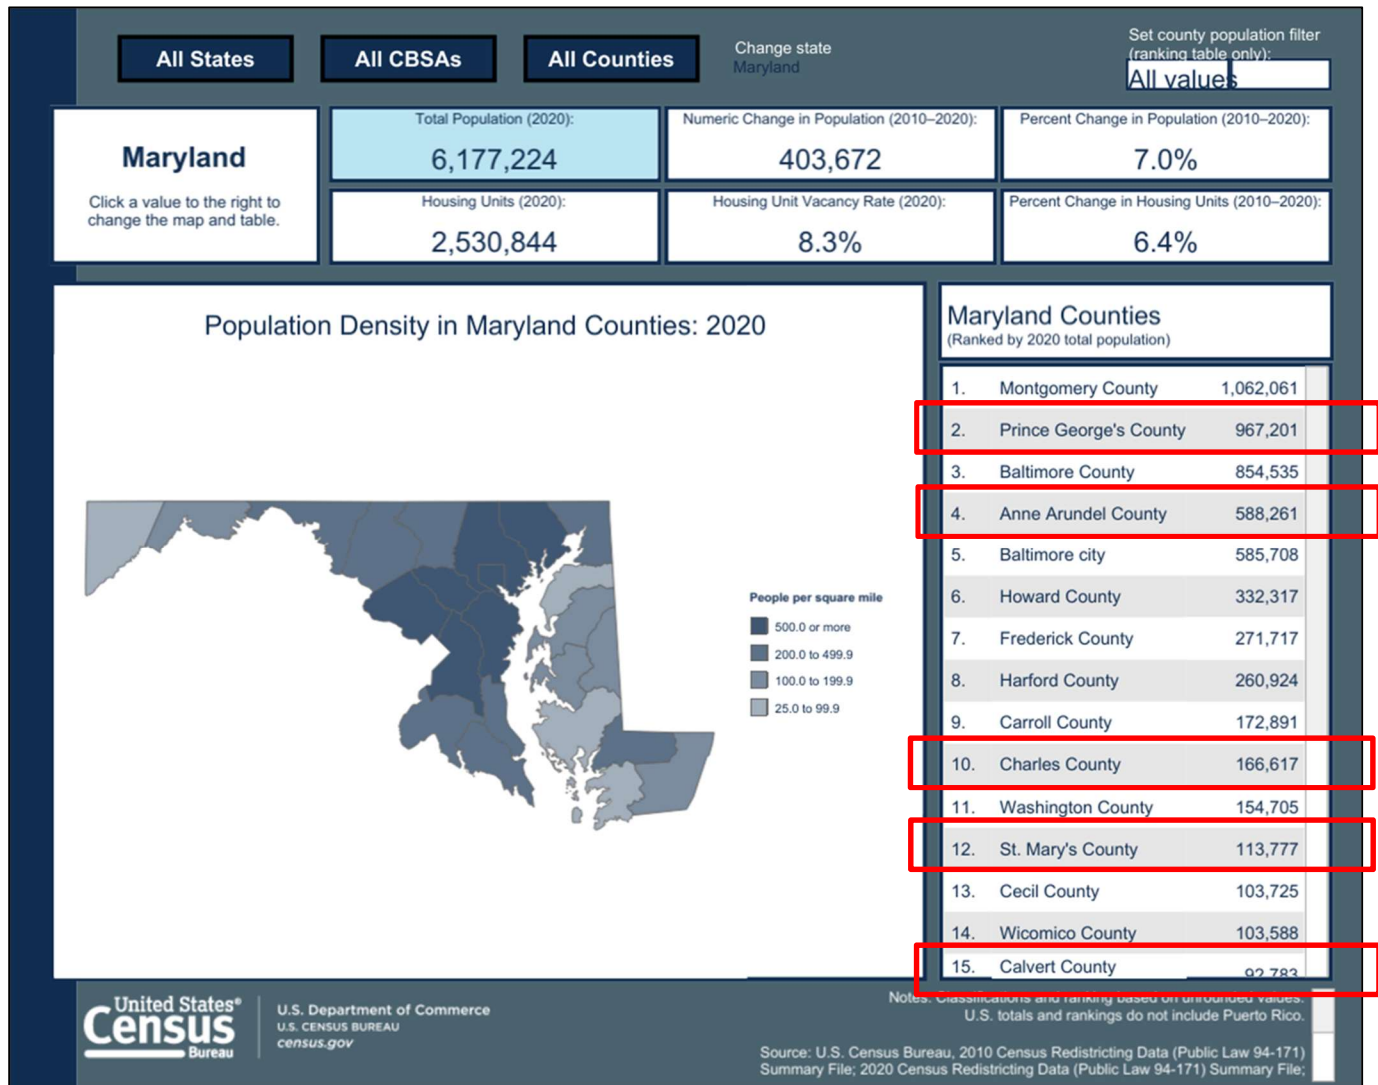 All States
All CBSAs
All Counties
Change state
Maryland
Set county population filter
(ranking table only):
All values
Maryland
Click a value to the right to
change the map and table.
Total Population (2020):
6,177,224
Numeric Change in Population (2010–2020):
403,672
Percent Change in Population (2010–2020):
7.0%
Housing Units (2020):
2,530,844
Housing Unit Vacancy Rate (2020):
8.3%
Percent Change in Housing Units (2010–2020):
6.4%
Population Density in Maryland Counties: 2020
People per square mile
500.0 or more
200.0 to 499.9
100.0 to 199.9
25.0 to 99.9
Maryland Counties
(Ranked by 2020 total population)
1. Montgomery County 1,062,061
2. Prince George's County 967,201
3. Baltimore County 854,535
4. Anne Arundel County 588,261
5. Baltimore city 585,708
6. Howard County 332,317
7. Frederick County 271,717
8. Harford County 260,924
9. Carroll County 172,891
10. Charles County 166,617
11. Washington County 154,705
12. St. Mary's County 113,777
13. Cecil County 103,725
14. Wicomico County 103,588
15. Calvert County 92,783
United States®
Census
Bureau
U.S. Department of Commerce
U.S. CENSUS BUREAU
census.gov
Notes: Classifications and ranking based on unrounded values.
U.S. totals and rankings do not include Puerto Rico.
Source: U.S. Census Bureau, 2010 Census Redistricting Data (Public Law 94-171)
Summary File; 2020 Census Redistricting Data (Public Law 94-171) Summary File;